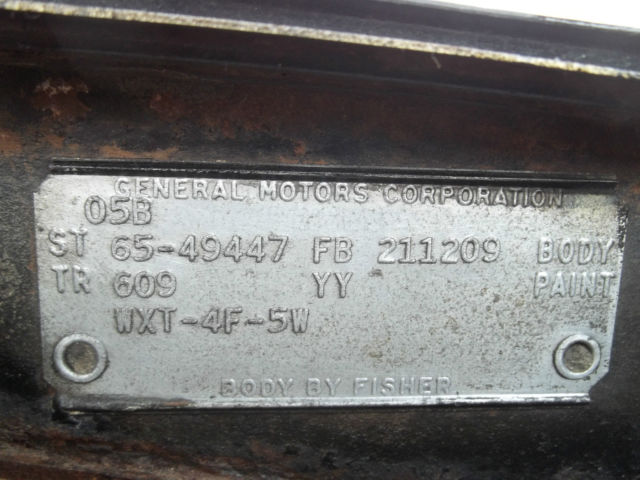 GENERAL MOTORS CORPORATION
05B
ST 65-49447 FB 211209 BODY
TR 609 YY PAINT
WXT-4F-5W
BODY BY FISHER